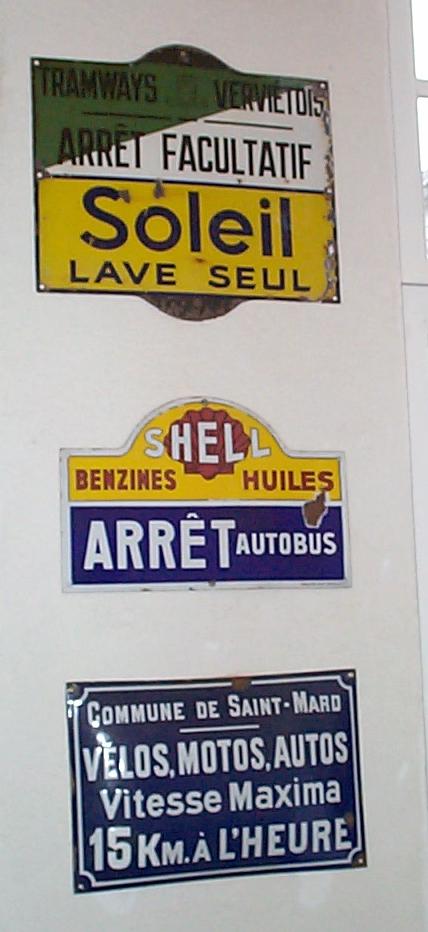 TRAMWAYS VERVIÉTOIS
ARRÊT FACULTATIF
Soleil
LAVE SEUL
SHELL
BENZINES HUILES
ARRÊT AUTOBUS
COMMUNE DE SAINT-MARD
VÉLOS, MOTOS, AUTOS
Vitesse Maxima
15 KM. À L'HEURE